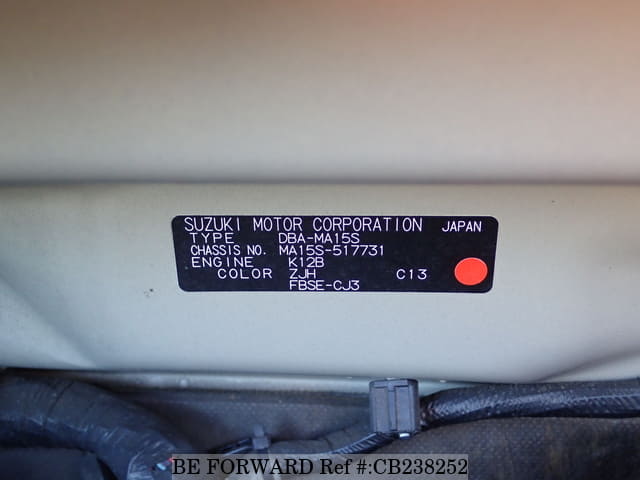 SUZUKI MOTOR CORPORATION JAPAN
TYPE DBA-MA15S
CHASSIS NO. MA15S-517731
ENGINE K12B
COLOR ZJH C13
FBSE-CJ3
BE FORWARD Ref #:CB238252